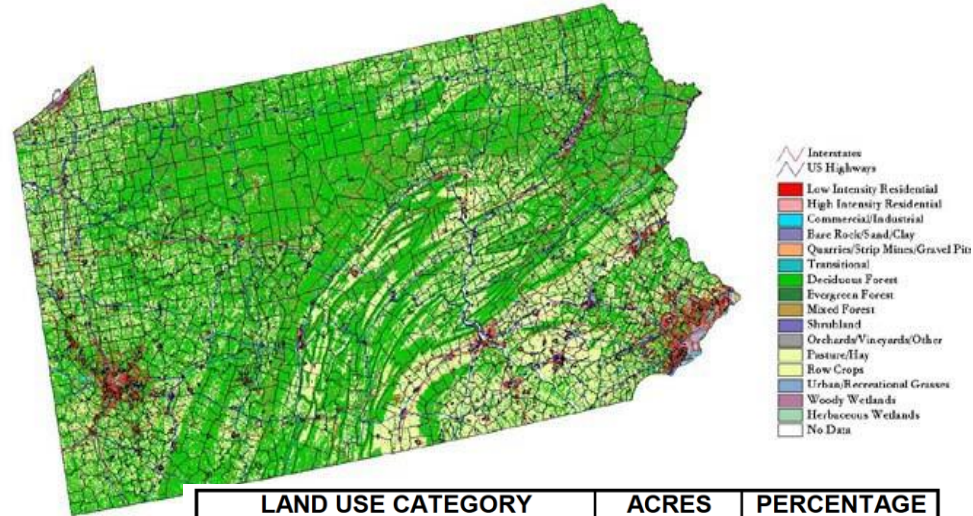 Interstates
US Highways
Low Intensity Residential
High Intensity Residential
Commercial/Industrial
Bare Rock/Sand/Clay
Quarries/Strip Mines/Gravel Pits
Transitional
Deciduous Forest
Evergreen Forest
Mixed Forest
Shrubland
Orchards/Vineyards/Other
Pasture/Hay
Row Crops
Urban/Recreational Grasses
Woody Wetlands
Herbaceous Wetlands
No Data
LAND USE CATEGORY ACRES PERCENTAGE